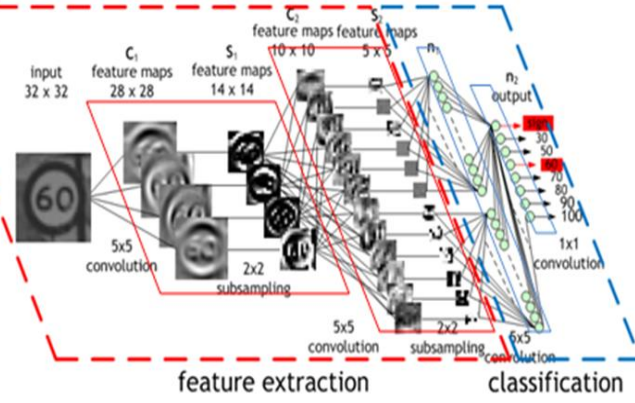 input
32 x 32
C1
feature maps
28 x 28
S1
feature maps
14 x 14
C2
feature maps
10 x 10
S2
feature maps
5 x 5
n1
n2
output
60
sign
30
50
60
70
80
90
100
5x5
convolution
2x2
subsampling
5x5
convolution
2x2
subsampling
convolution
1x1
convolution
feature extraction
classification